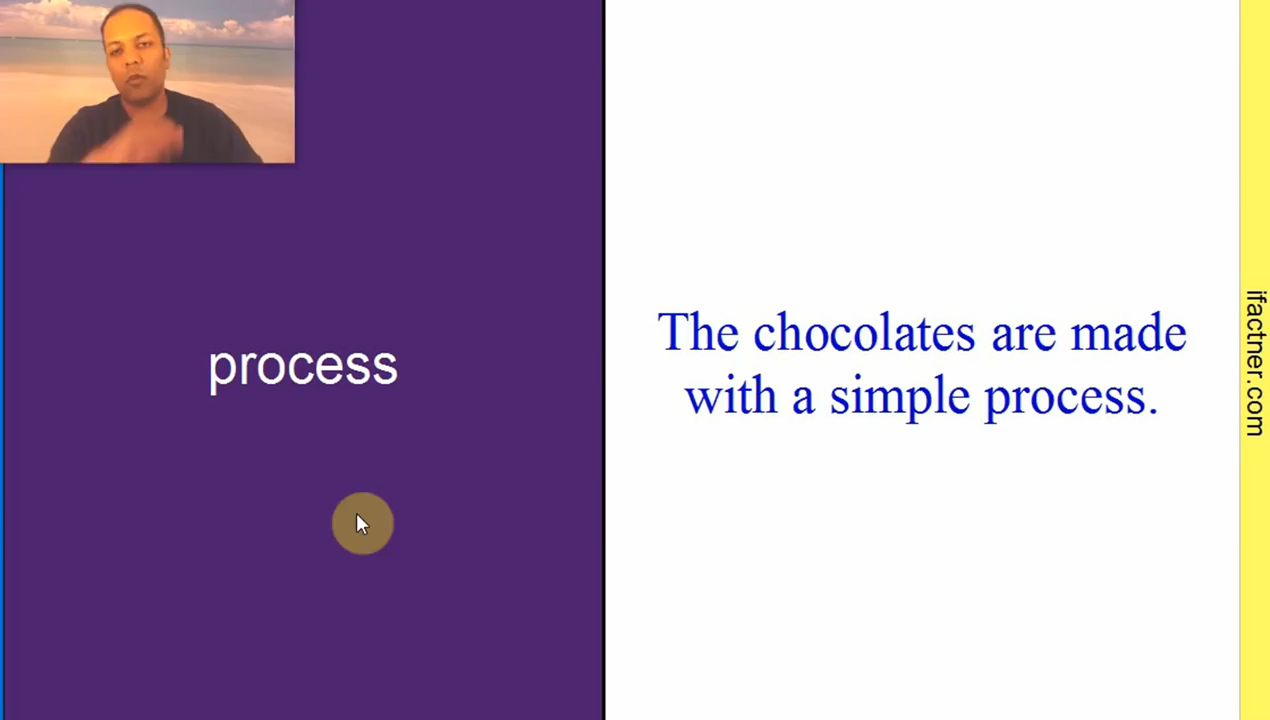 process
The chocolates are made
with a simple process.
ifactner.com